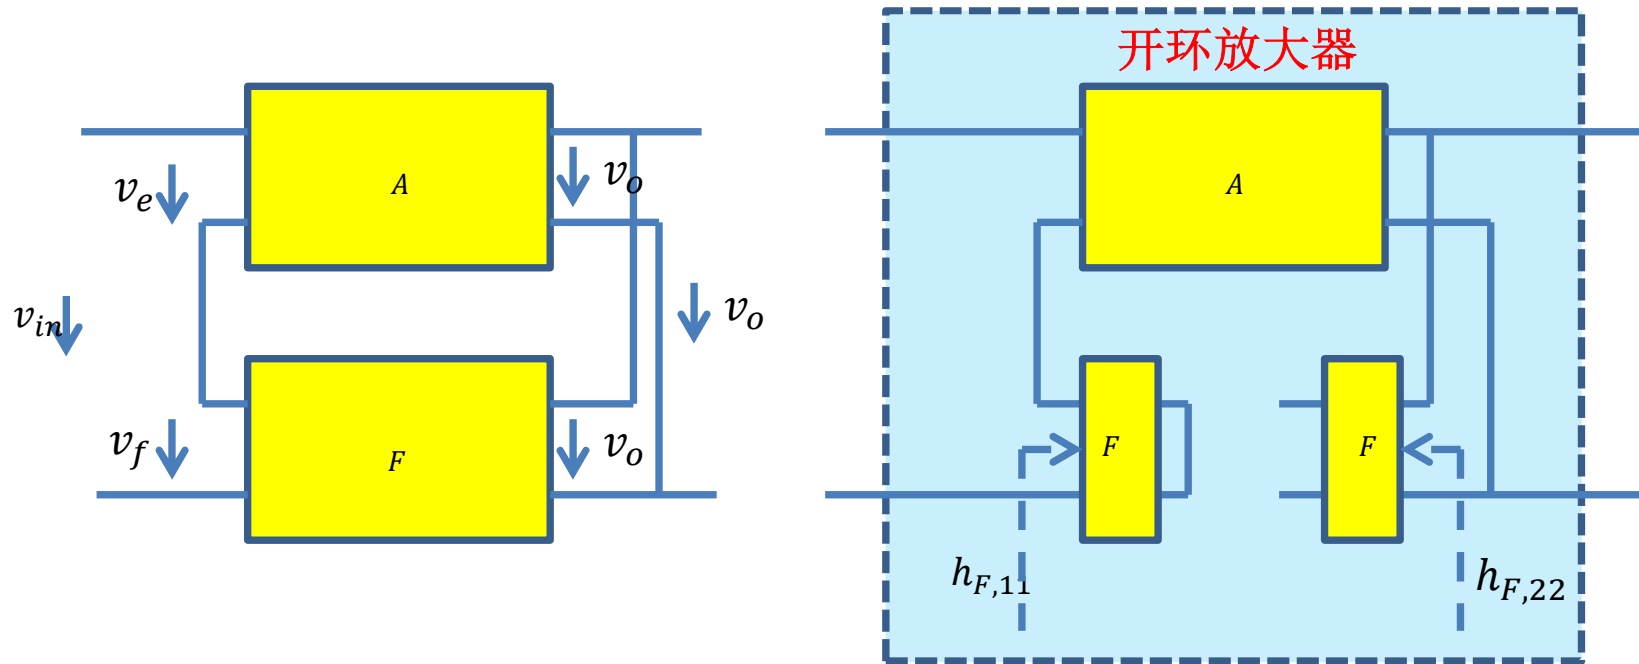 开环放大器
A
v_e
v_o
v_in
v_o
v_f
F
v_o
A
F
F
h_{F,11}
h_{F,22}